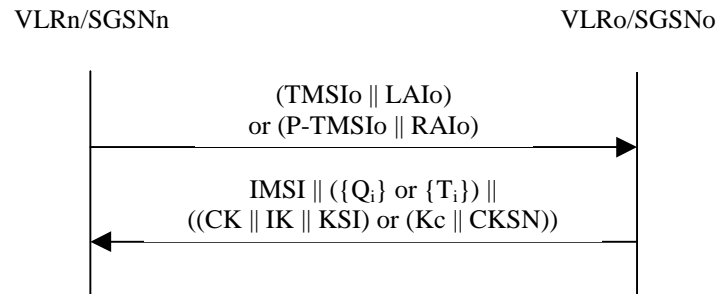 VLRn/SGSNn
VLRo/SGSNo
(TMSIo || LAIo)
or (P-TMSIo || RAIo)
IMSI || ({Qi} or {Ti}) ||
((CK || IK || KSI) or (Kc || CKSN))